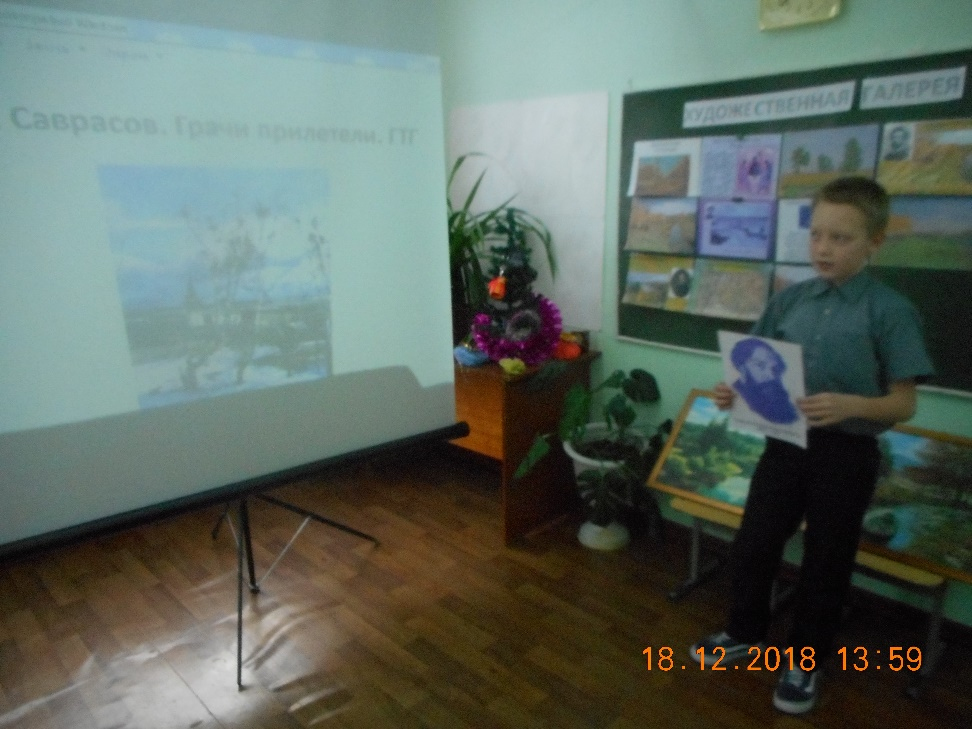 Саврасов. Грачи прилетели. ГТГ
ХУДОЖЕСТВЕННАЯ ГАЛЕРЕЯ
18.12.2018 13:59